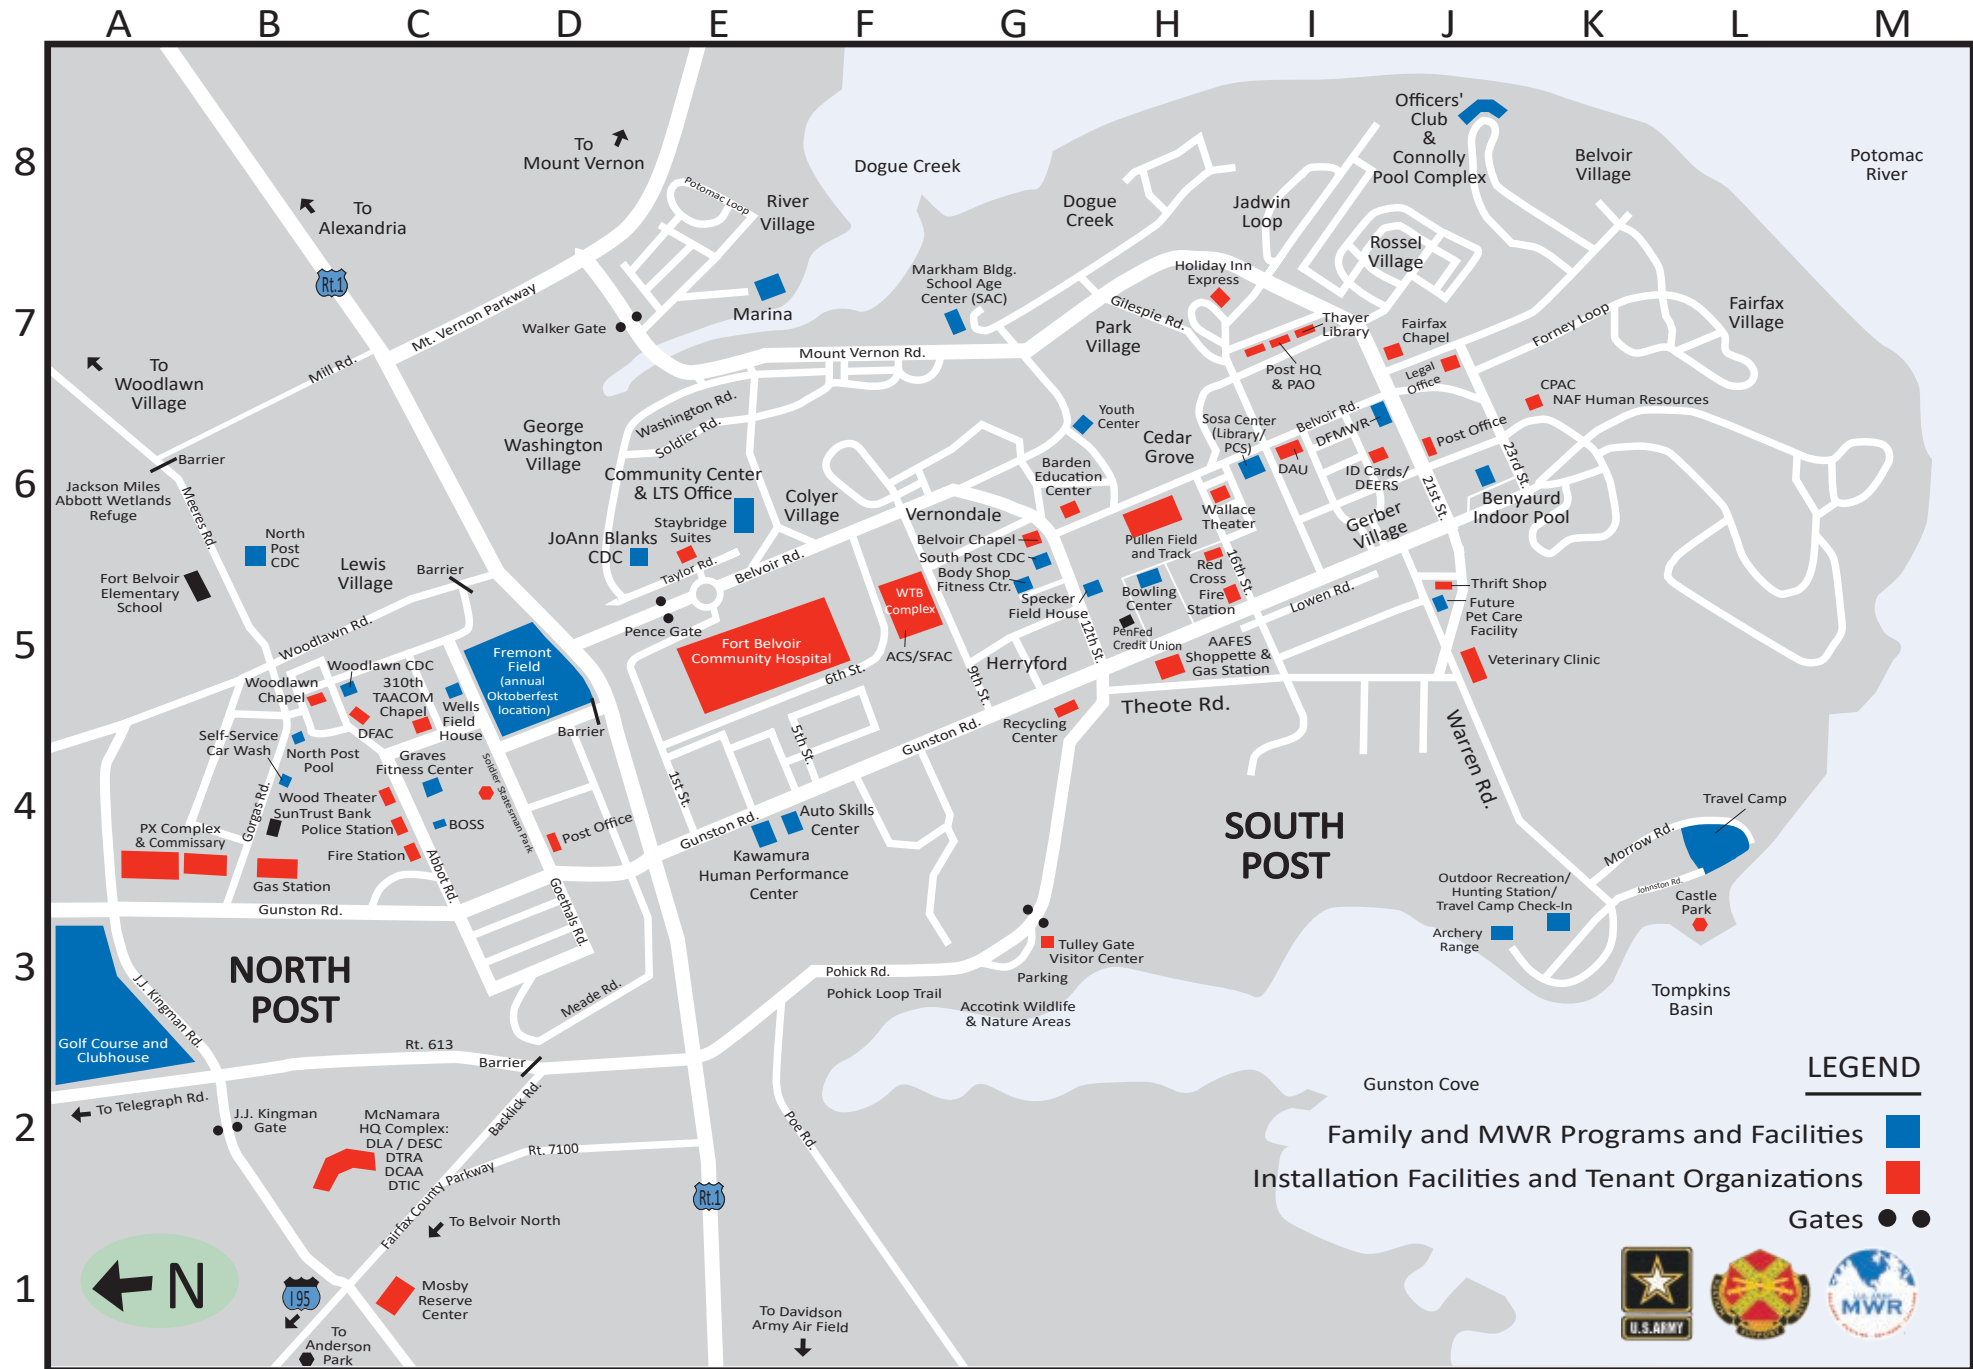 A B C D E F G H I J K L M
8
7
6
5
4
3
2
1
To
Mount Vernon
To
Alexandria
Rt.1
Potomac Loop
River
Village
Dogue Creek
Dogue
Creek
Jadwin
Loop
Officers'
Club
&
Connolly
Pool Complex
Belvoir
Village
Potomac
River
Rossel
Village
Holiday Inn
Express
Markham Bldg.
School Age
Center (SAC)
Marina
Walker Gate
Mt. Vernon Parkway
Mill Rd.
To
Woodlawn
Village
Gilespie Rd.
Park
Village
Thayer
Library
Post HQ
& PAO
Fairfax
Chapel
Legal
Office
Forney Loop
Fairfax
Village
CPAC
NAF Human Resources
Mount Vernon Rd.
Washington Rd.
Soldier Rd.
George
Washington
Village
Community Center
& LTS Office
Colyer
Village
JoAnn Blanks
CDC
Staybridge
Suites
Taylor Rd.
Belvoir Rd.
Pence Gate
Youth
Center
Cedar
Grove
Sosa Center
(Library/
PCS)
Belvoir Rd.
DFMWR
DAU
ID Cards/
DEERS
Post Office
23rd St.
21st St.
Benyaurd
Indoor Pool
Gerber
Village
Barden
Education
Center
Vernondale
Belvoir Chapel
South Post CDC
Body Shop
Fitness Ctr.
Specker
Field House
Pullen Field
and Track
Wallace
Theater
16th St.
Red
Cross
Fire
Station
Bowling
Center
PenFed
Credit Union
12th St.
Lowen Rd.
AAFES
Shoppette &
Gas Station
Thrift Shop
Future
Pet Care
Facility
Veterinary Clinic
WTB
Complex
ACS/SFAC
Fort Belvoir
Community Hospital
6th St.
9th St.
Herryford
Recycling
Center
Theote Rd.
Gunston Rd.
5th St.
1st St.
Warren Rd.
Barrier
Jackson Miles
Abbott Wetlands
Refuge
Meeres Rd.
North
Post
CDC
Lewis
Village
Barrier
Fort Belvoir
Elementary
School
Woodlawn Rd.
Woodlawn CDC
Woodlawn
Chapel
310th
TAACOM
Chapel
DFAC
Wells
Field
House
Fremont
Field
(annual
Oktoberfest
location)
Barrier
Self-Service
Car Wash
North Post
Pool
Graves
Fitness Center
Soldier Statesman Park
Gorgas Rd.
Wood Theater
SunTrust Bank
Police Station
BOSS
Fire Station
Abbot Rd.
Post Office
PX Complex
& Commissary
Gas Station
Gunston Rd.
Goethals Rd.
Gunston Rd.
Auto Skills
Center
Kawamura
Human Performance
Center
SOUTH
POST
Travel Camp
Morrow Rd.
Johnston Rd.
Outdoor Recreation/
Hunting Station/
Travel Camp Check-In
Archery
Range
Castle
Park
Tompkins
Basin
Tulley Gate
Visitor Center
Parking
Pohick Rd.
Pohick Loop Trail
Accotink Wildlife
& Nature Areas
NORTH
POST
J.J. Kingman Rd.
Meade Rd.
Golf Course and
Clubhouse
Rt. 613
Barrier
To Telegraph Rd.
J.J. Kingman
Gate
McNamara
HQ Complex:
DLA / DESC
DTRA
DCAA
DTIC
Backlick Rd.
Rt. 7100
Fairfax County Parkway
To Belvoir North
Rt.1
Poe Rd.
Gunston Cove
N
I 95
To
Anderson
Park
Mosby
Reserve
Center
To Davidson
Army Air Field
LEGEND
Family and MWR Programs and Facilities
Installation Facilities and Tenant Organizations
Gates
U.S.ARMY
U.S. ARMY
MWR